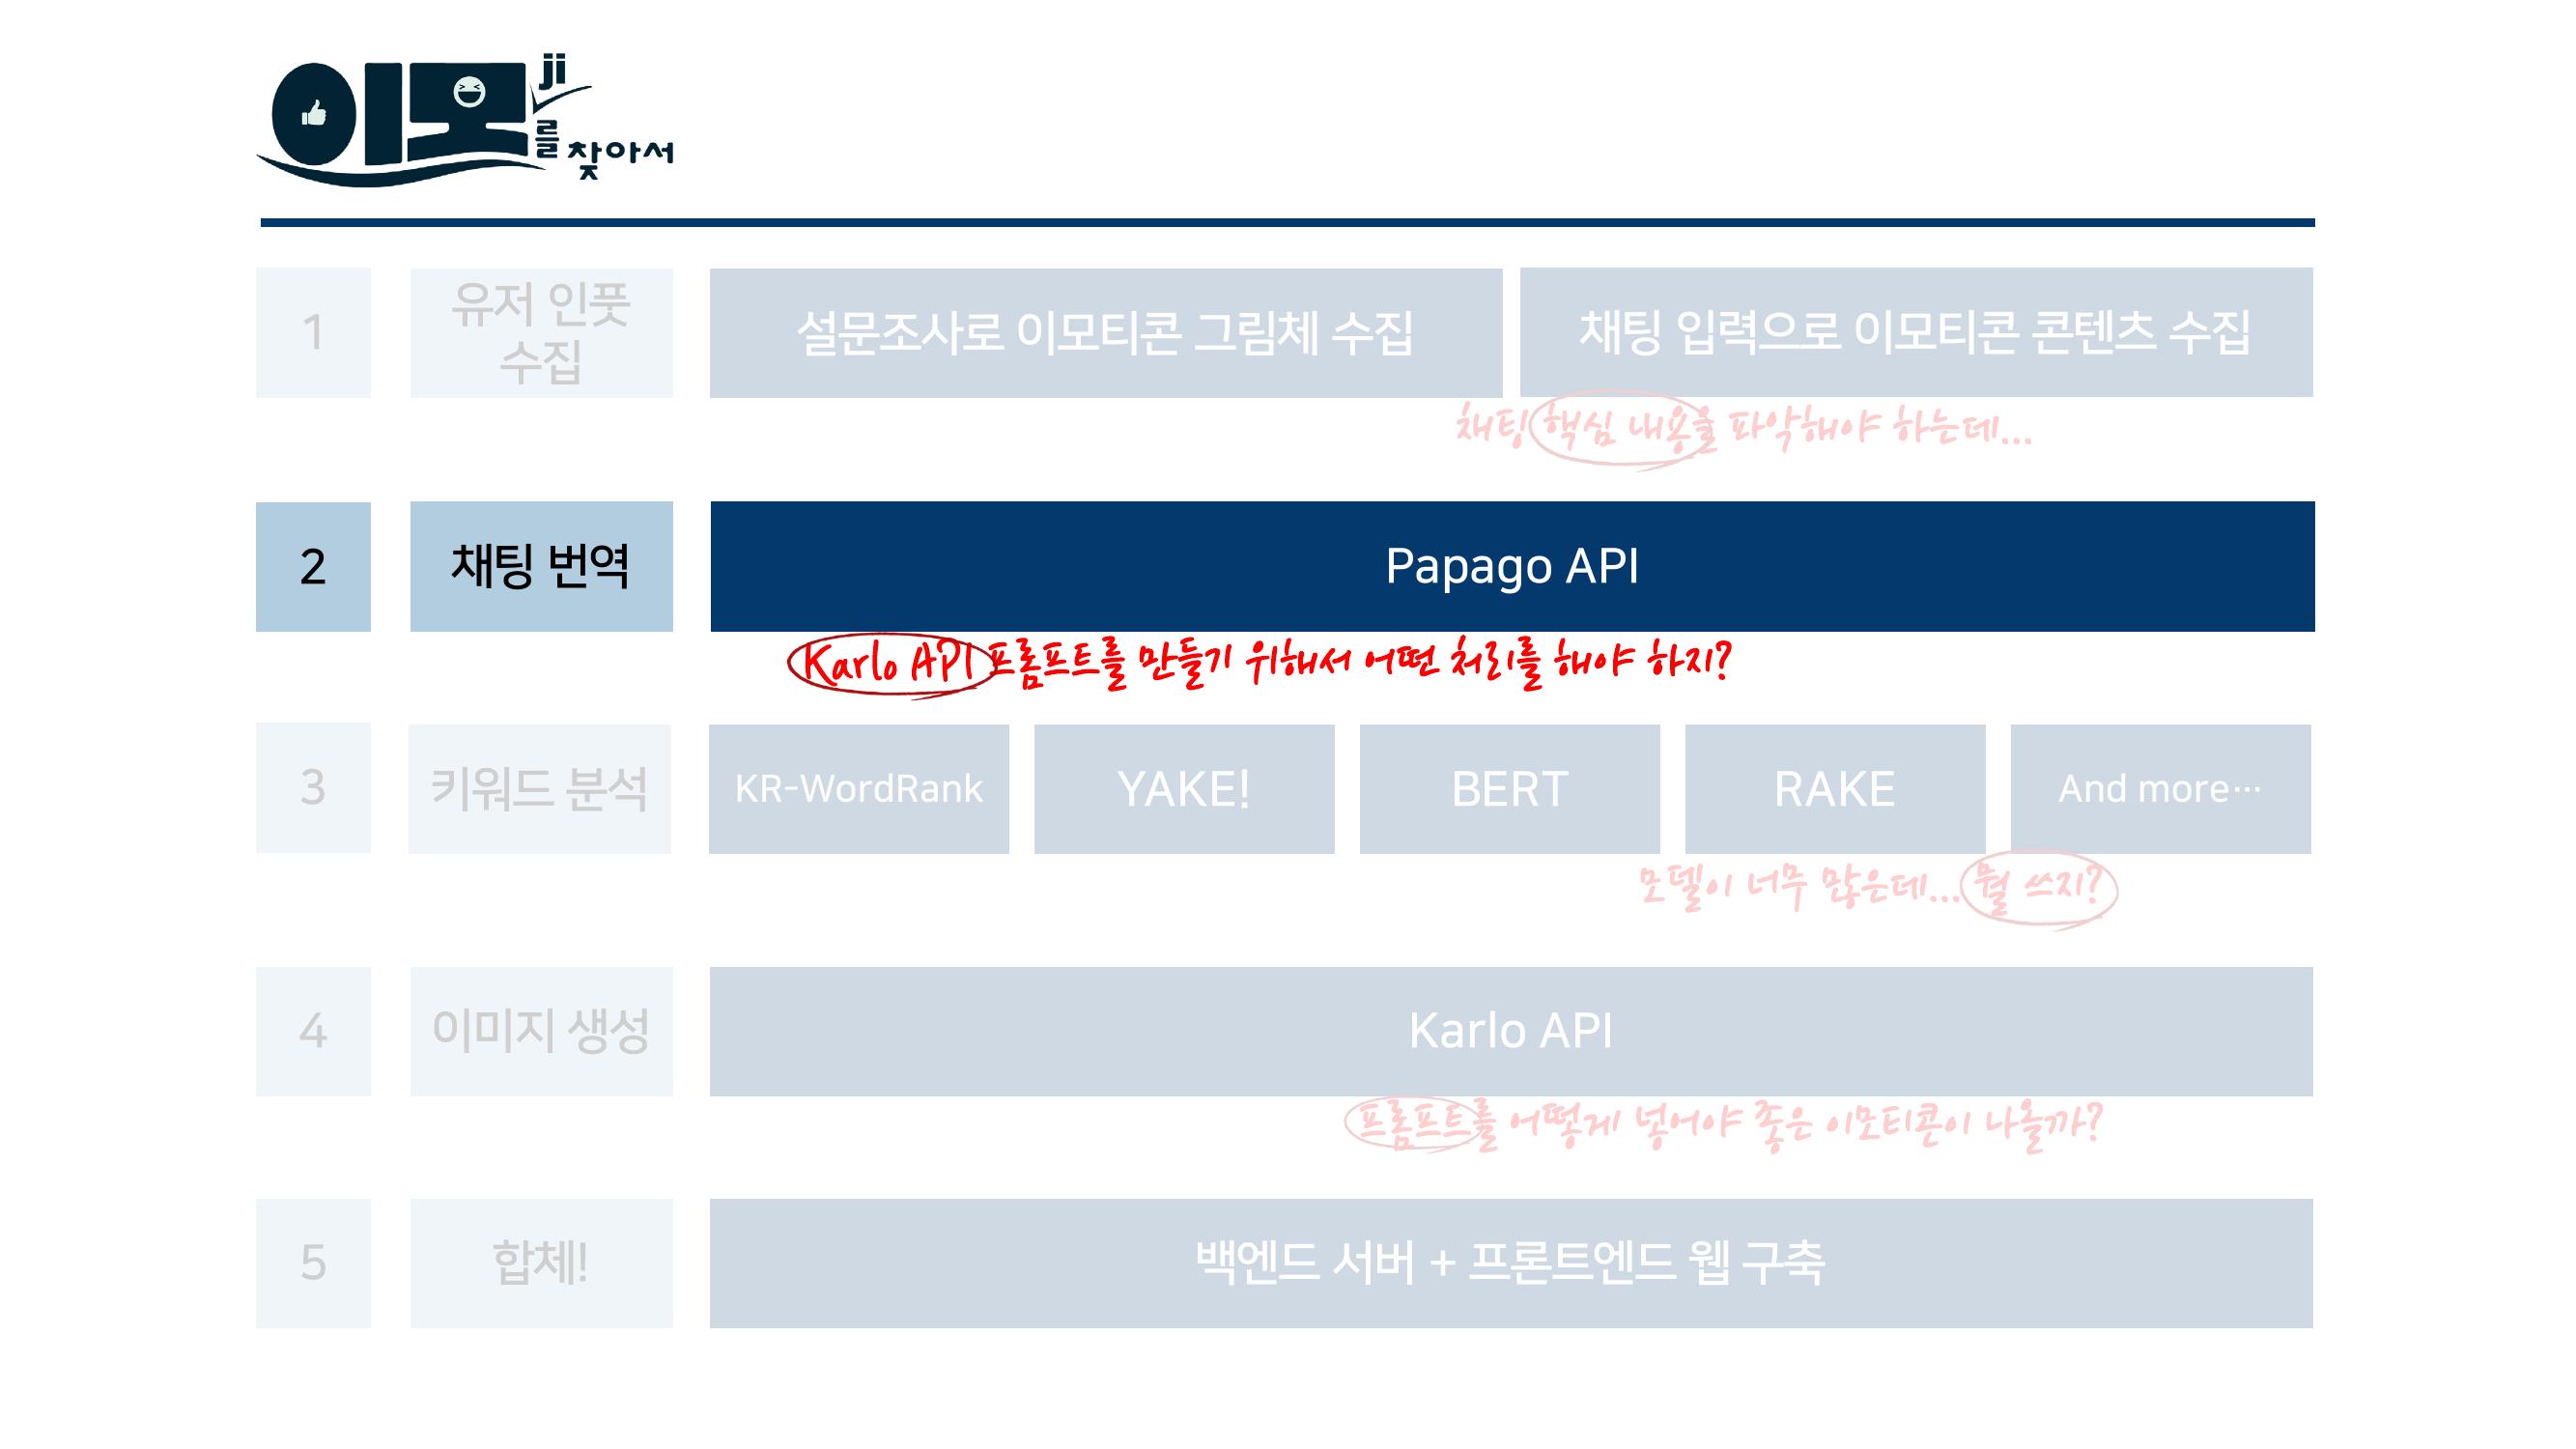 이모ji를 찾아서
1
유저 인풋
수집
설문조사로 이모티콘 그림체 수집
채팅 입력으로 이모티콘 콘텐츠 수집
채팅 핵심 내용을 파악해야 하는데...
2
채팅 번역
Papago API
Karlo API 프롬프트를 만들기 위해서 어떤 처리를 해야 하지?
3
키워드 분석
KR-WordRank
YAKE!
BERT
RAKE
And more…
모델이 너무 많은데... 뭘 쓰지?
4
이미지 생성
Karlo API
프롬프트를 어떻게 넣어야 좋은 이모티콘이 나올까?
5
합체!
백엔드 서버 + 프론트엔드 웹 구축